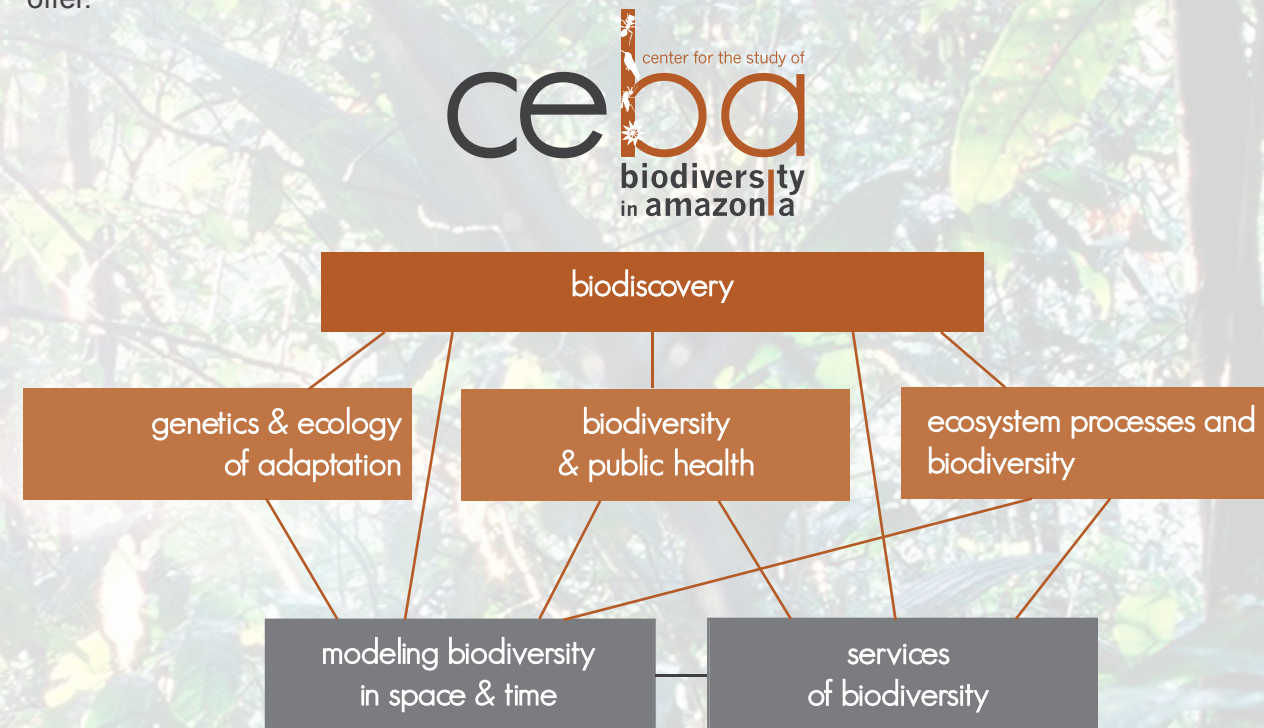 offer.
center for the study of
ceba
biodiversity
in amazonia
biodiscovery
genetics & ecology
of adaptation
biodiversity
& public health
ecosystem processes and
biodiversity
modeling biodiversity
in space & time
services
of biodiversity